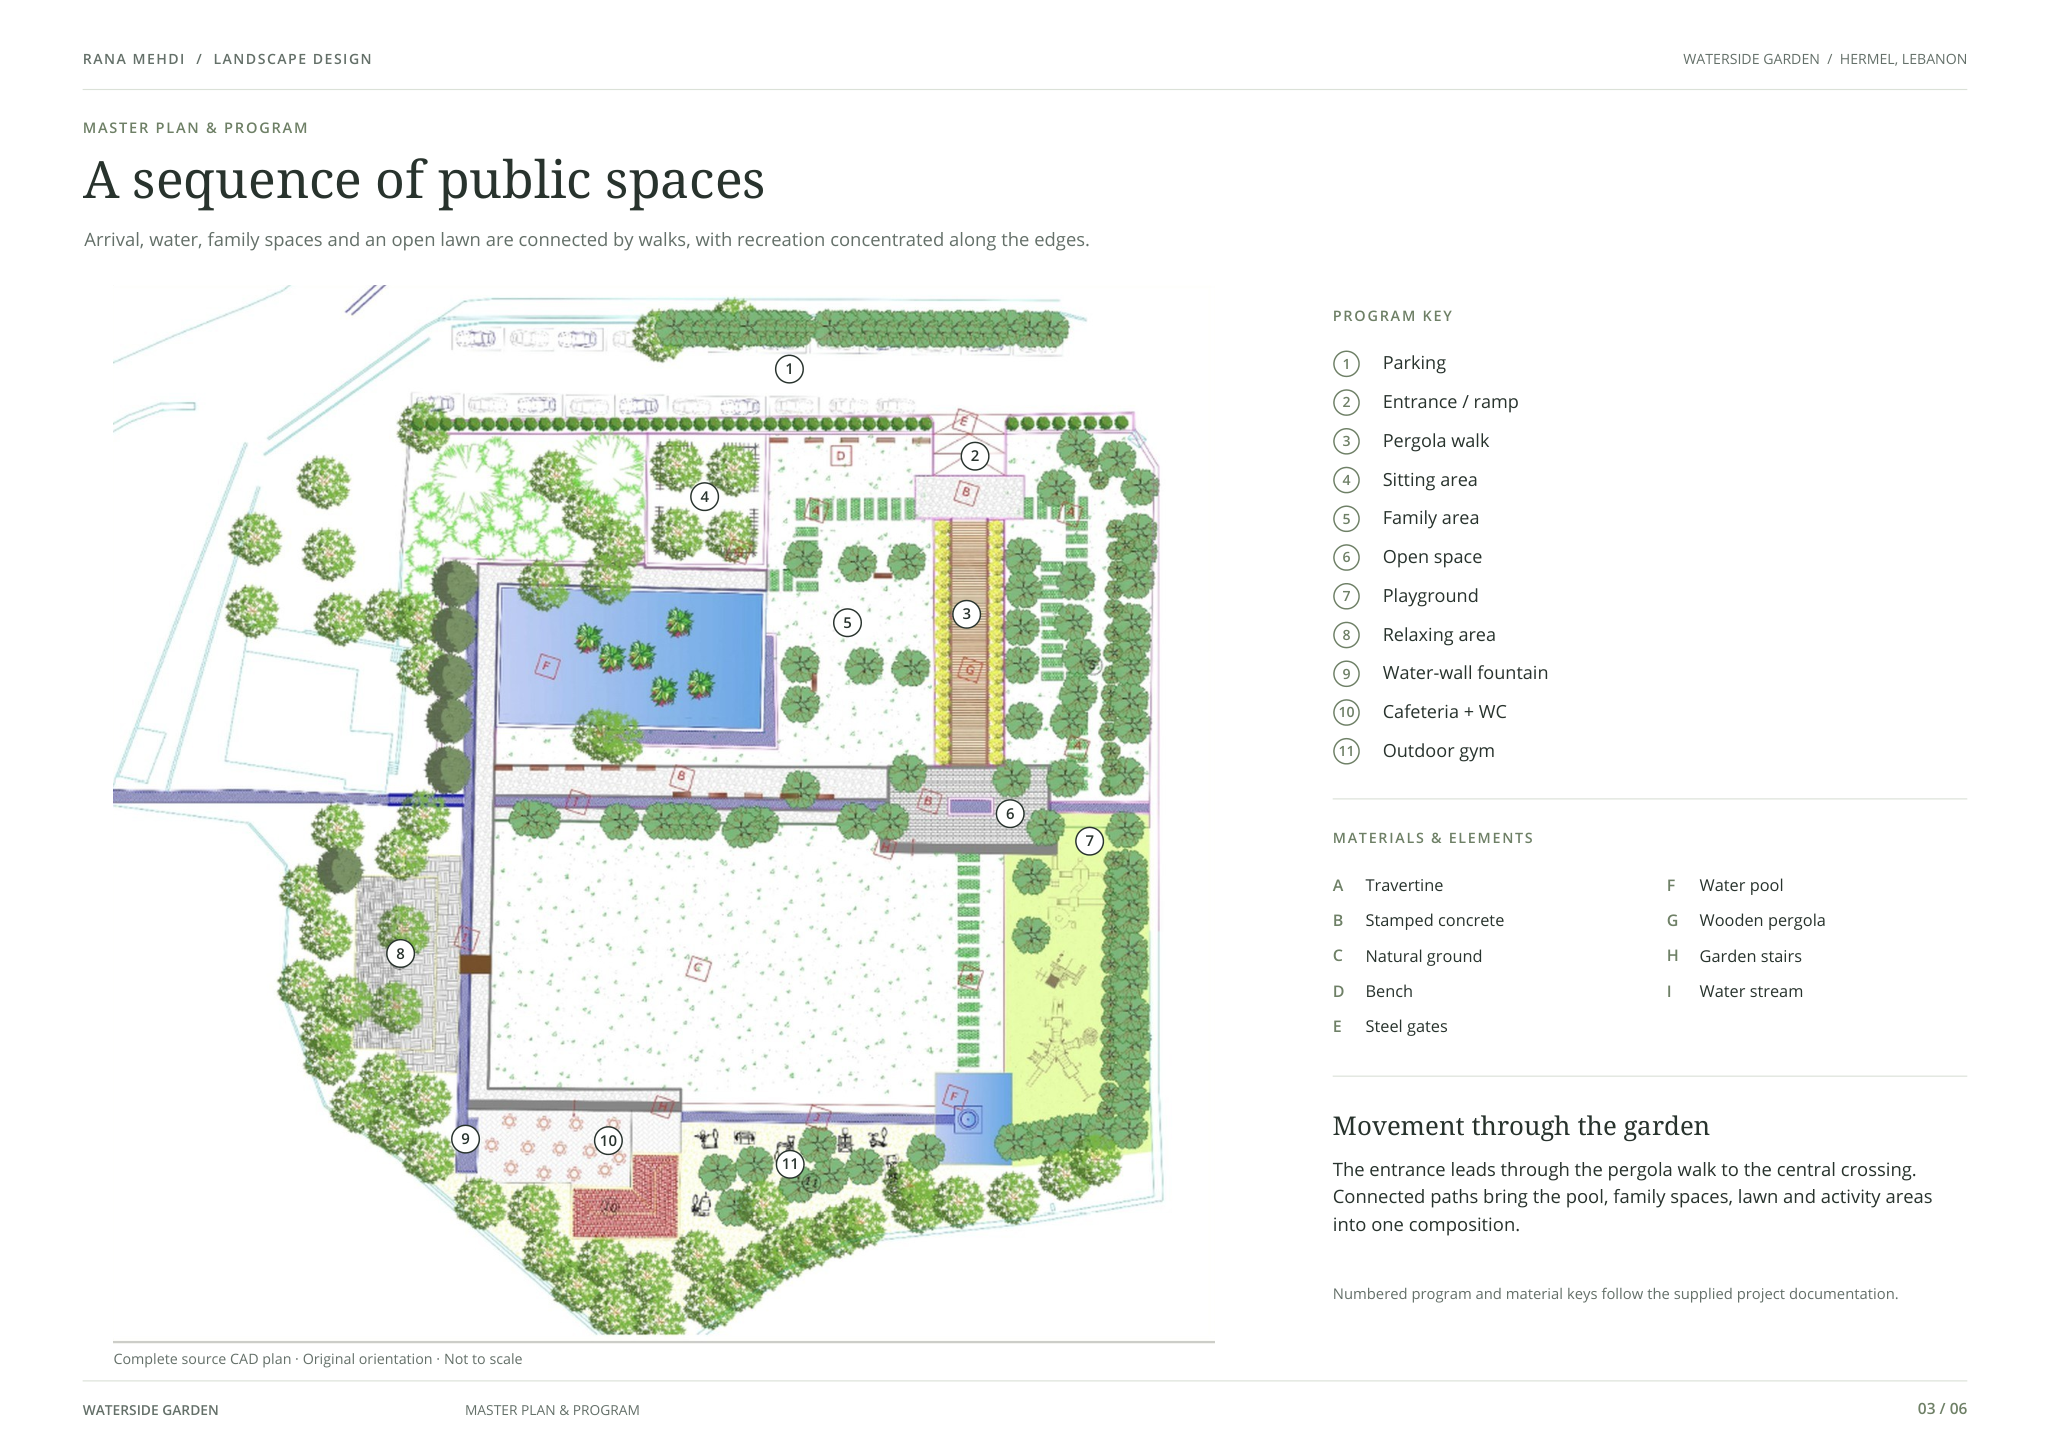 RANA MEHDI / LANDSCAPE DESIGN
WATERSIDE GARDEN / HERMEL, LEBANON
MASTER PLAN & PROGRAM
A sequence of public spaces
Arrival, water, family spaces and an open lawn are connected by walks, with recreation concentrated along the edges.
1
E
D
2
4
B
A
A
5
3
F
G
A
B
I
B
6
H
7
8
C
A
F
H
J
9
10
11
Complete source CAD plan · Original orientation · Not to scale
PROGRAM KEY
1 Parking
2 Entrance / ramp
3 Pergola walk
4 Sitting area
5 Family area
6 Open space
7 Playground
8 Relaxing area
9 Water-wall fountain
10 Cafeteria + WC
11 Outdoor gym
MATERIALS & ELEMENTS
A Travertine
B Stamped concrete
C Natural ground
D Bench
E Steel gates
F Water pool
G Wooden pergola
H Garden stairs
I Water stream
Movement through the garden
The entrance leads through the pergola walk to the central crossing.
Connected paths bring the pool, family spaces, lawn and activity areas
into one composition.
Numbered program and material keys follow the supplied project documentation.
WATERSIDE GARDEN
MASTER PLAN & PROGRAM
03 / 06